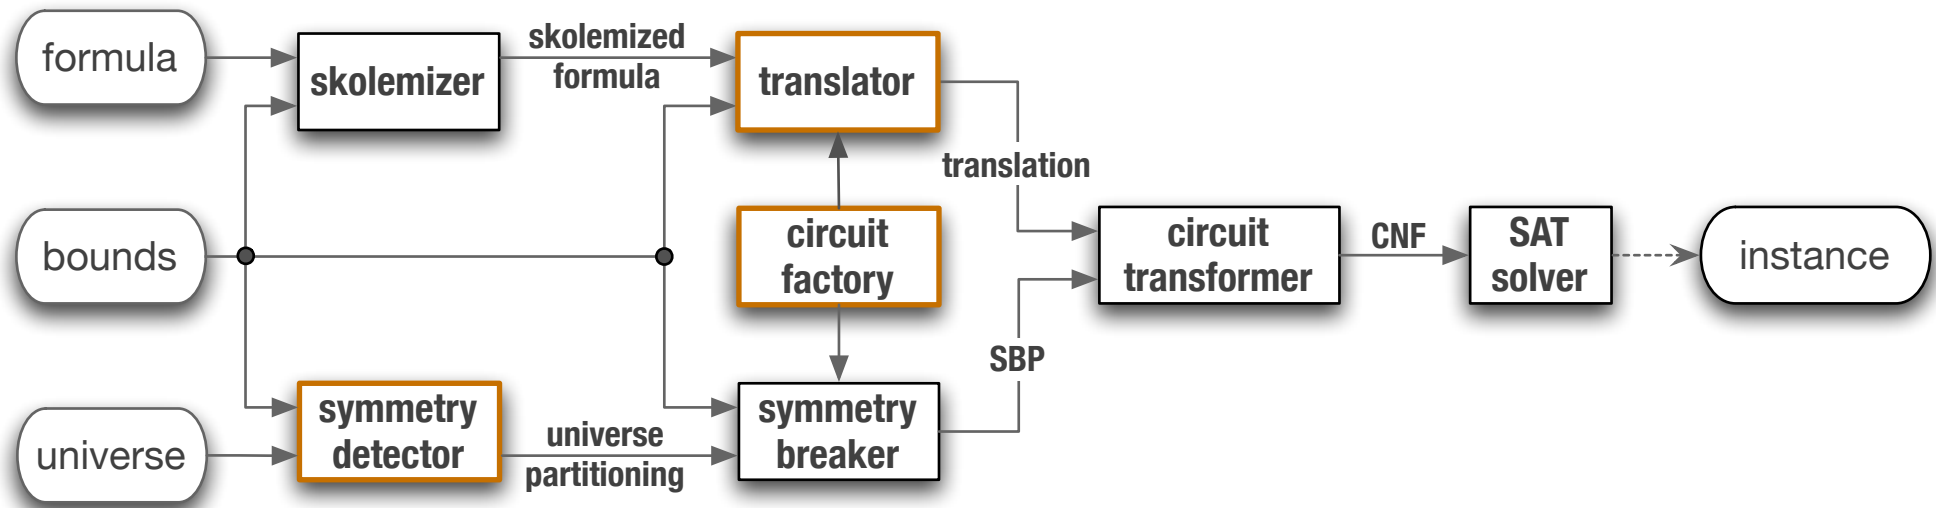 formula
skolemizer
skolemized
formula
translator
translation
bounds
circuit
factory
circuit
transformer
CNF
SAT
solver
instance
SBP
universe
symmetry
detector
universe
partitioning
symmetry
breaker